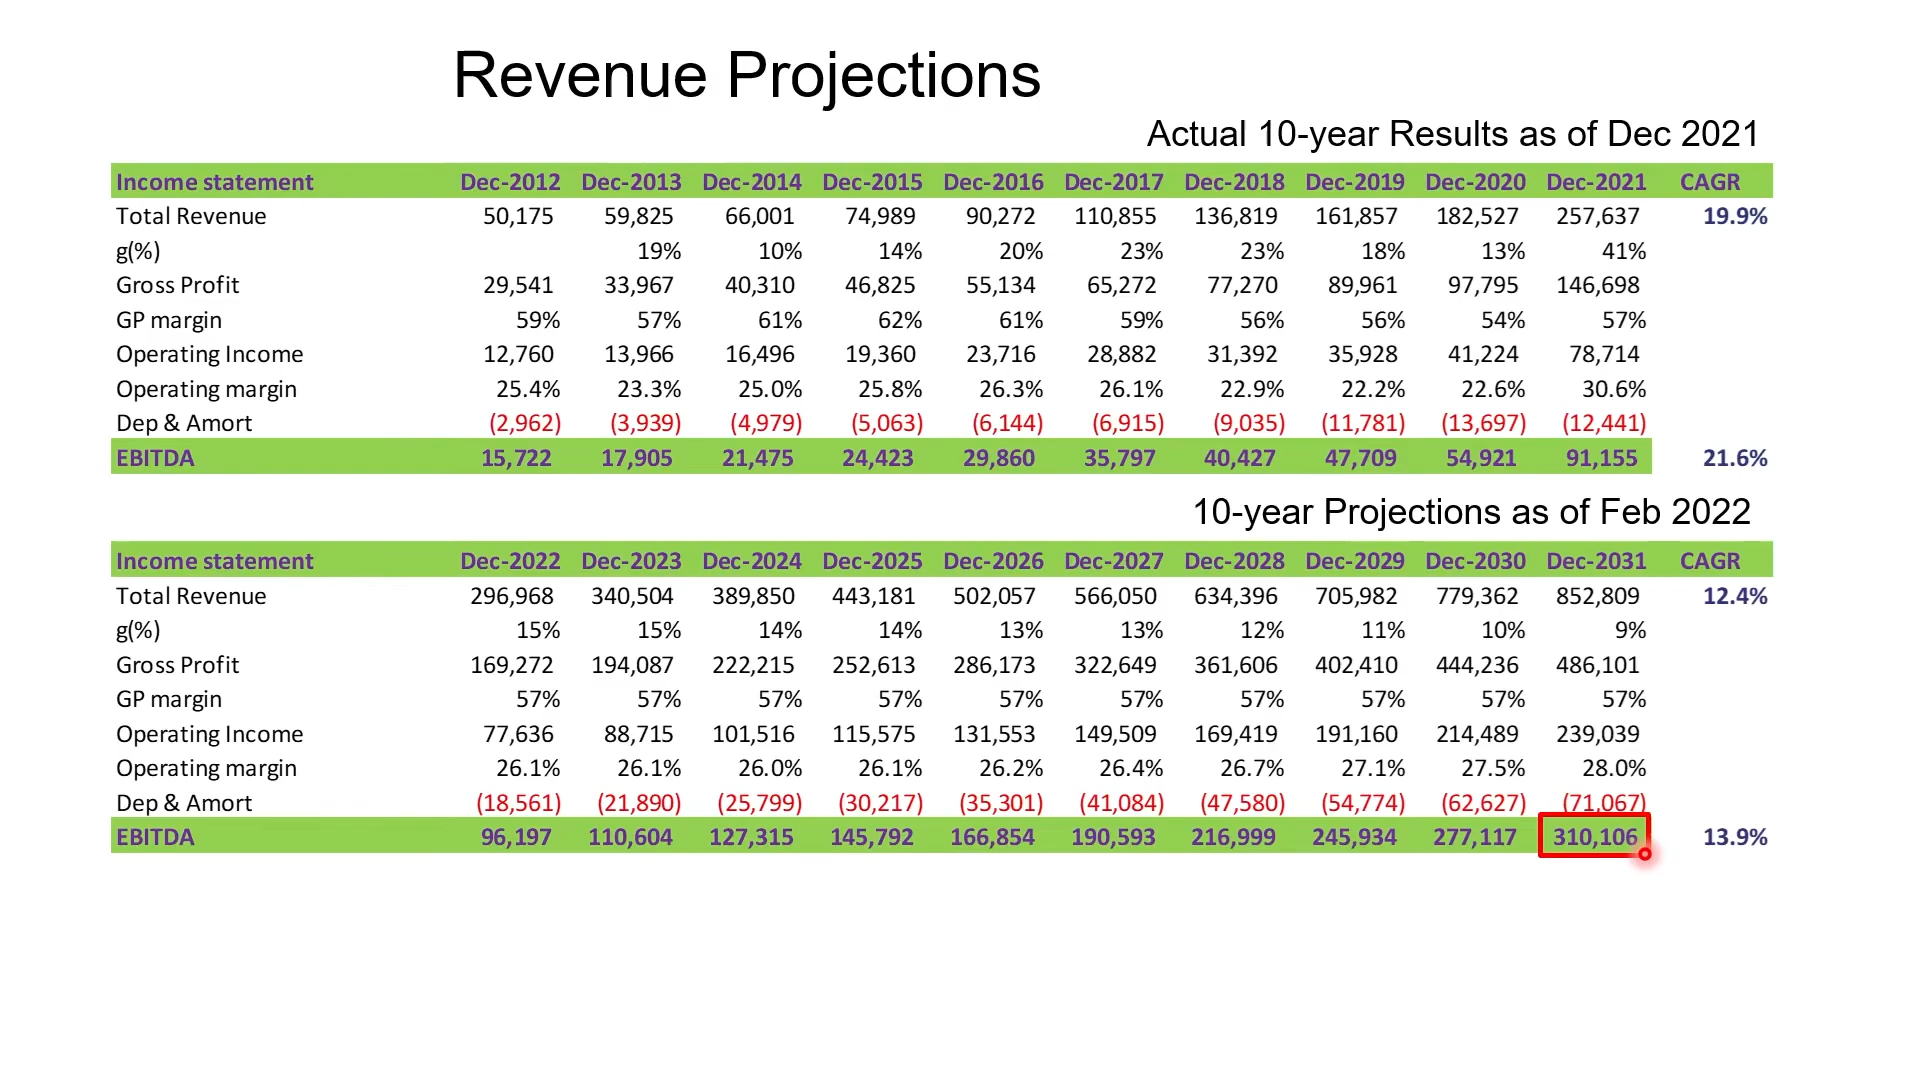 Revenue Projections
Actual 10-year Results as of Dec 2021
Income statement Dec-2012 Dec-2013 Dec-2014 Dec-2015 Dec-2016 Dec-2017 Dec-2018 Dec-2019 Dec-2020 Dec-2021 CAGR
Total Revenue 50,175 59,825 66,001 74,989 90,272 110,855 136,819 161,857 182,527 257,637 19.9%
g(%) 19% 10% 14% 20% 23% 23% 18% 13% 41%
Gross Profit 29,541 33,967 40,310 46,825 55,134 65,272 77,270 89,961 97,795 146,698
GP margin 59% 57% 61% 62% 61% 59% 56% 56% 54% 57%
Operating Income 12,760 13,966 16,496 19,360 23,716 28,882 31,392 35,928 41,224 78,714
Operating margin 25.4% 23.3% 25.0% 25.8% 26.3% 26.1% 22.9% 22.2% 22.6% 30.6%
Dep & Amort (2,962) (3,939) (4,979) (5,063) (6,144) (6,915) (9,035) (11,781) (13,697) (12,441)
EBITDA 15,722 17,905 21,475 24,423 29,860 35,797 40,427 47,709 54,921 91,155 21.6%
10-year Projections as of Feb 2022
Income statement Dec-2022 Dec-2023 Dec-2024 Dec-2025 Dec-2026 Dec-2027 Dec-2028 Dec-2029 Dec-2030 Dec-2031 CAGR
Total Revenue 296,968 340,504 389,850 443,181 502,057 566,050 634,396 705,982 779,362 852,809 12.4%
g(%) 15% 15% 14% 14% 13% 13% 12% 11% 10% 9%
Gross Profit 169,272 194,087 222,215 252,613 286,173 322,649 361,606 402,410 444,236 486,101
GP margin 57% 57% 57% 57% 57% 57% 57% 57% 57% 57%
Operating Income 77,636 88,715 101,516 115,575 131,553 149,509 169,419 191,160 214,489 239,039
Operating margin 26.1% 26.1% 26.0% 26.1% 26.2% 26.4% 26.7% 27.1% 27.5% 28.0%
Dep & Amort (18,561) (21,890) (25,799) (30,217) (35,301) (41,084) (47,580) (54,774) (62,627) (71,067)
EBITDA 96,197 110,604 127,315 145,792 166,854 190,593 216,999 245,934 277,117 310,106 13.9%